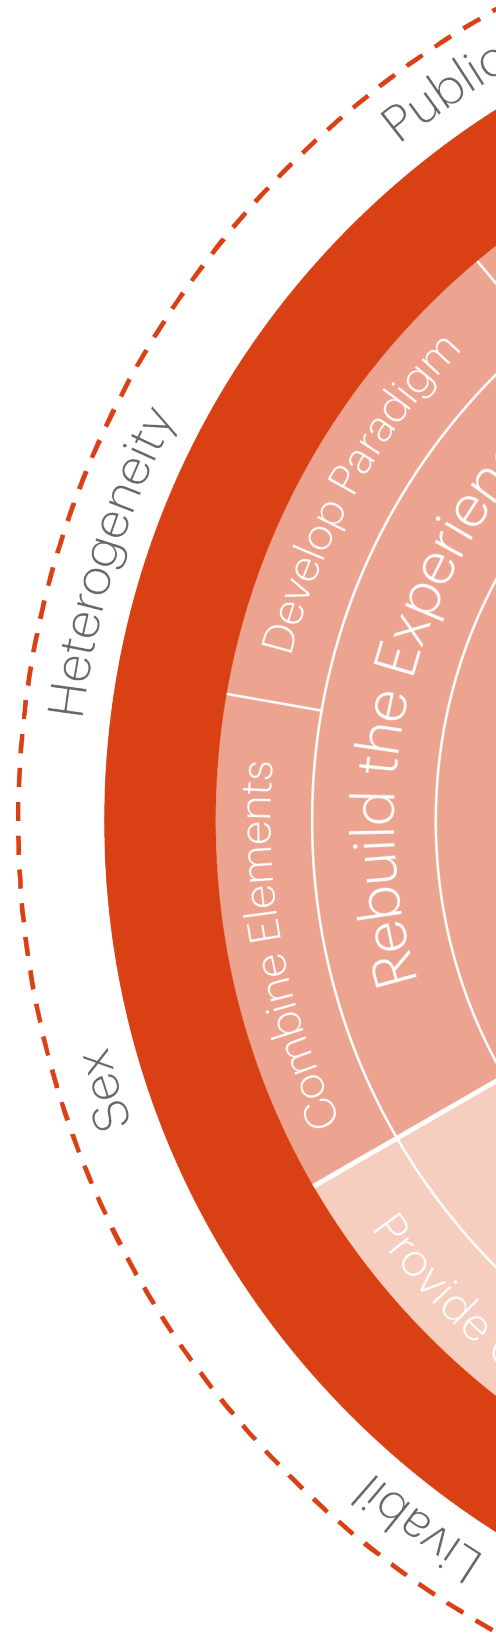 Public
Heterogeneity
Sex
Livabil
Develop Paradigm
Combine Elements
Rebuild the Experien
Provide